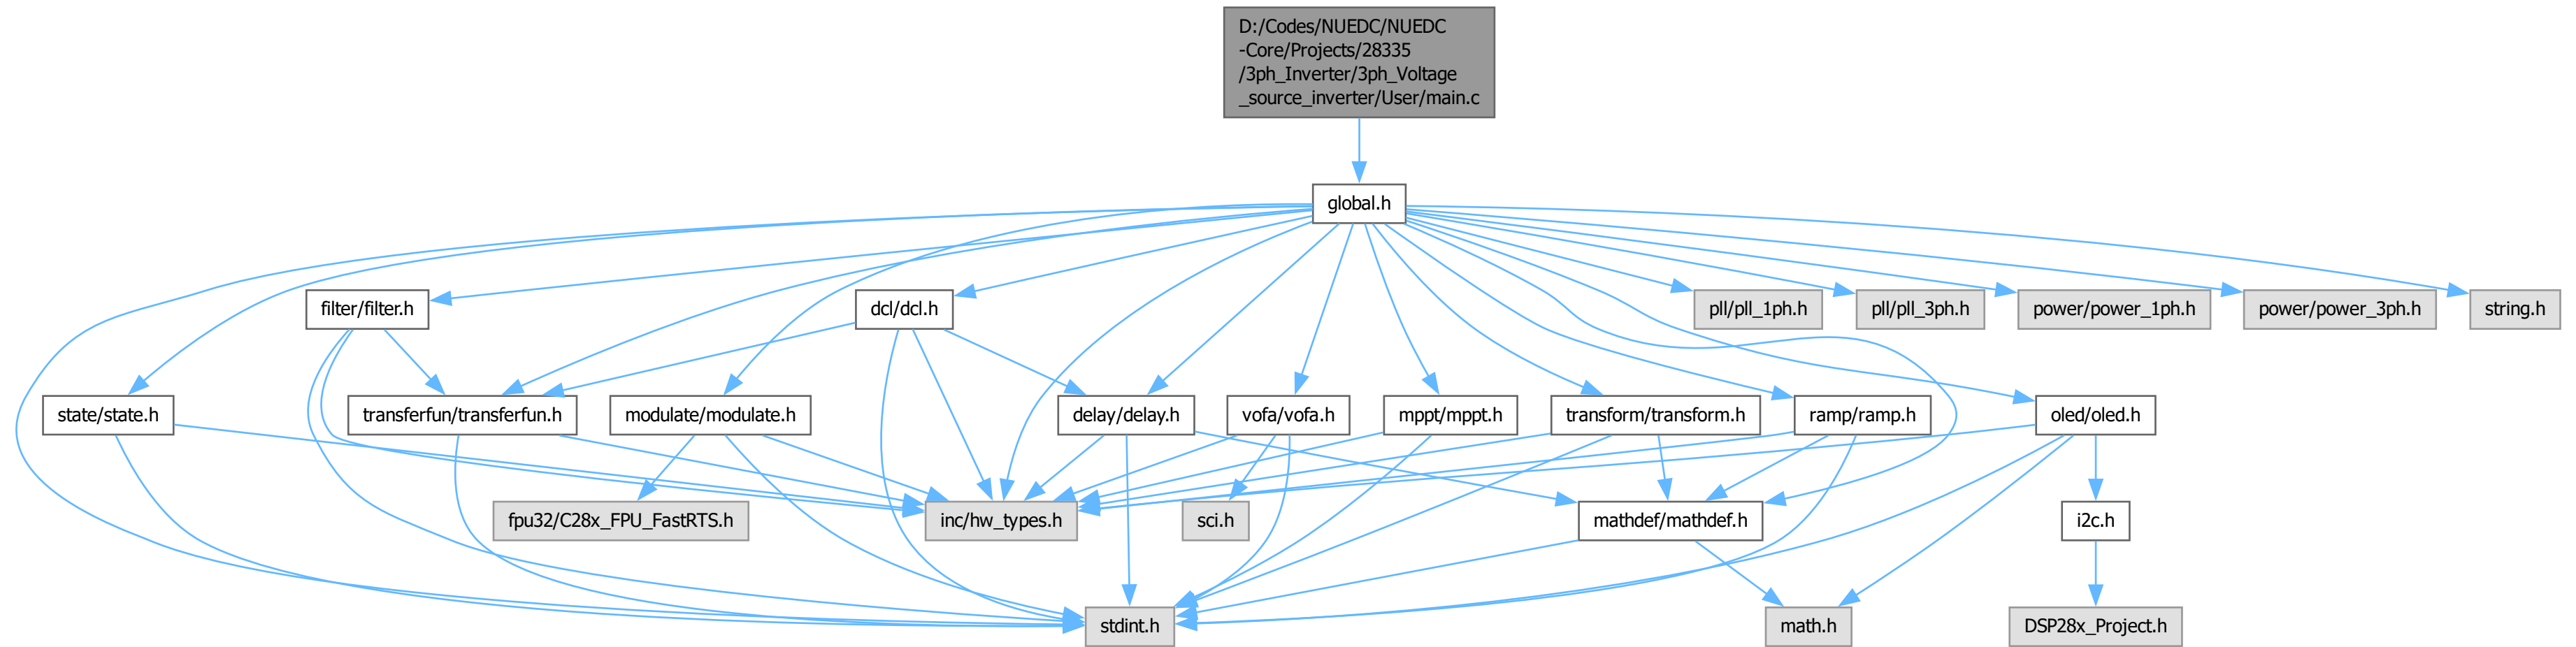 D:/Codes/NUEDC/NUEDC
-Core/Projects/28335
/3ph_Inverter/3ph_Voltage
_source_inverter/User/main.c
global.h
filter/filter.h
dcl/dcl.h
pll/pll_1ph.h
pll/pll_3ph.h
power/power_1ph.h
power/power_3ph.h
string.h
state/state.h
transferfun/transferfun.h
modulate/modulate.h
delay/delay.h
vofa/vofa.h
mppt/mppt.h
transform/transform.h
ramp/ramp.h
oled/oled.h
fpu32/C28x_FPU_FastRTS.h
inc/hw_types.h
sci.h
mathdef/mathdef.h
i2c.h
stdint.h
math.h
DSP28x_Project.h